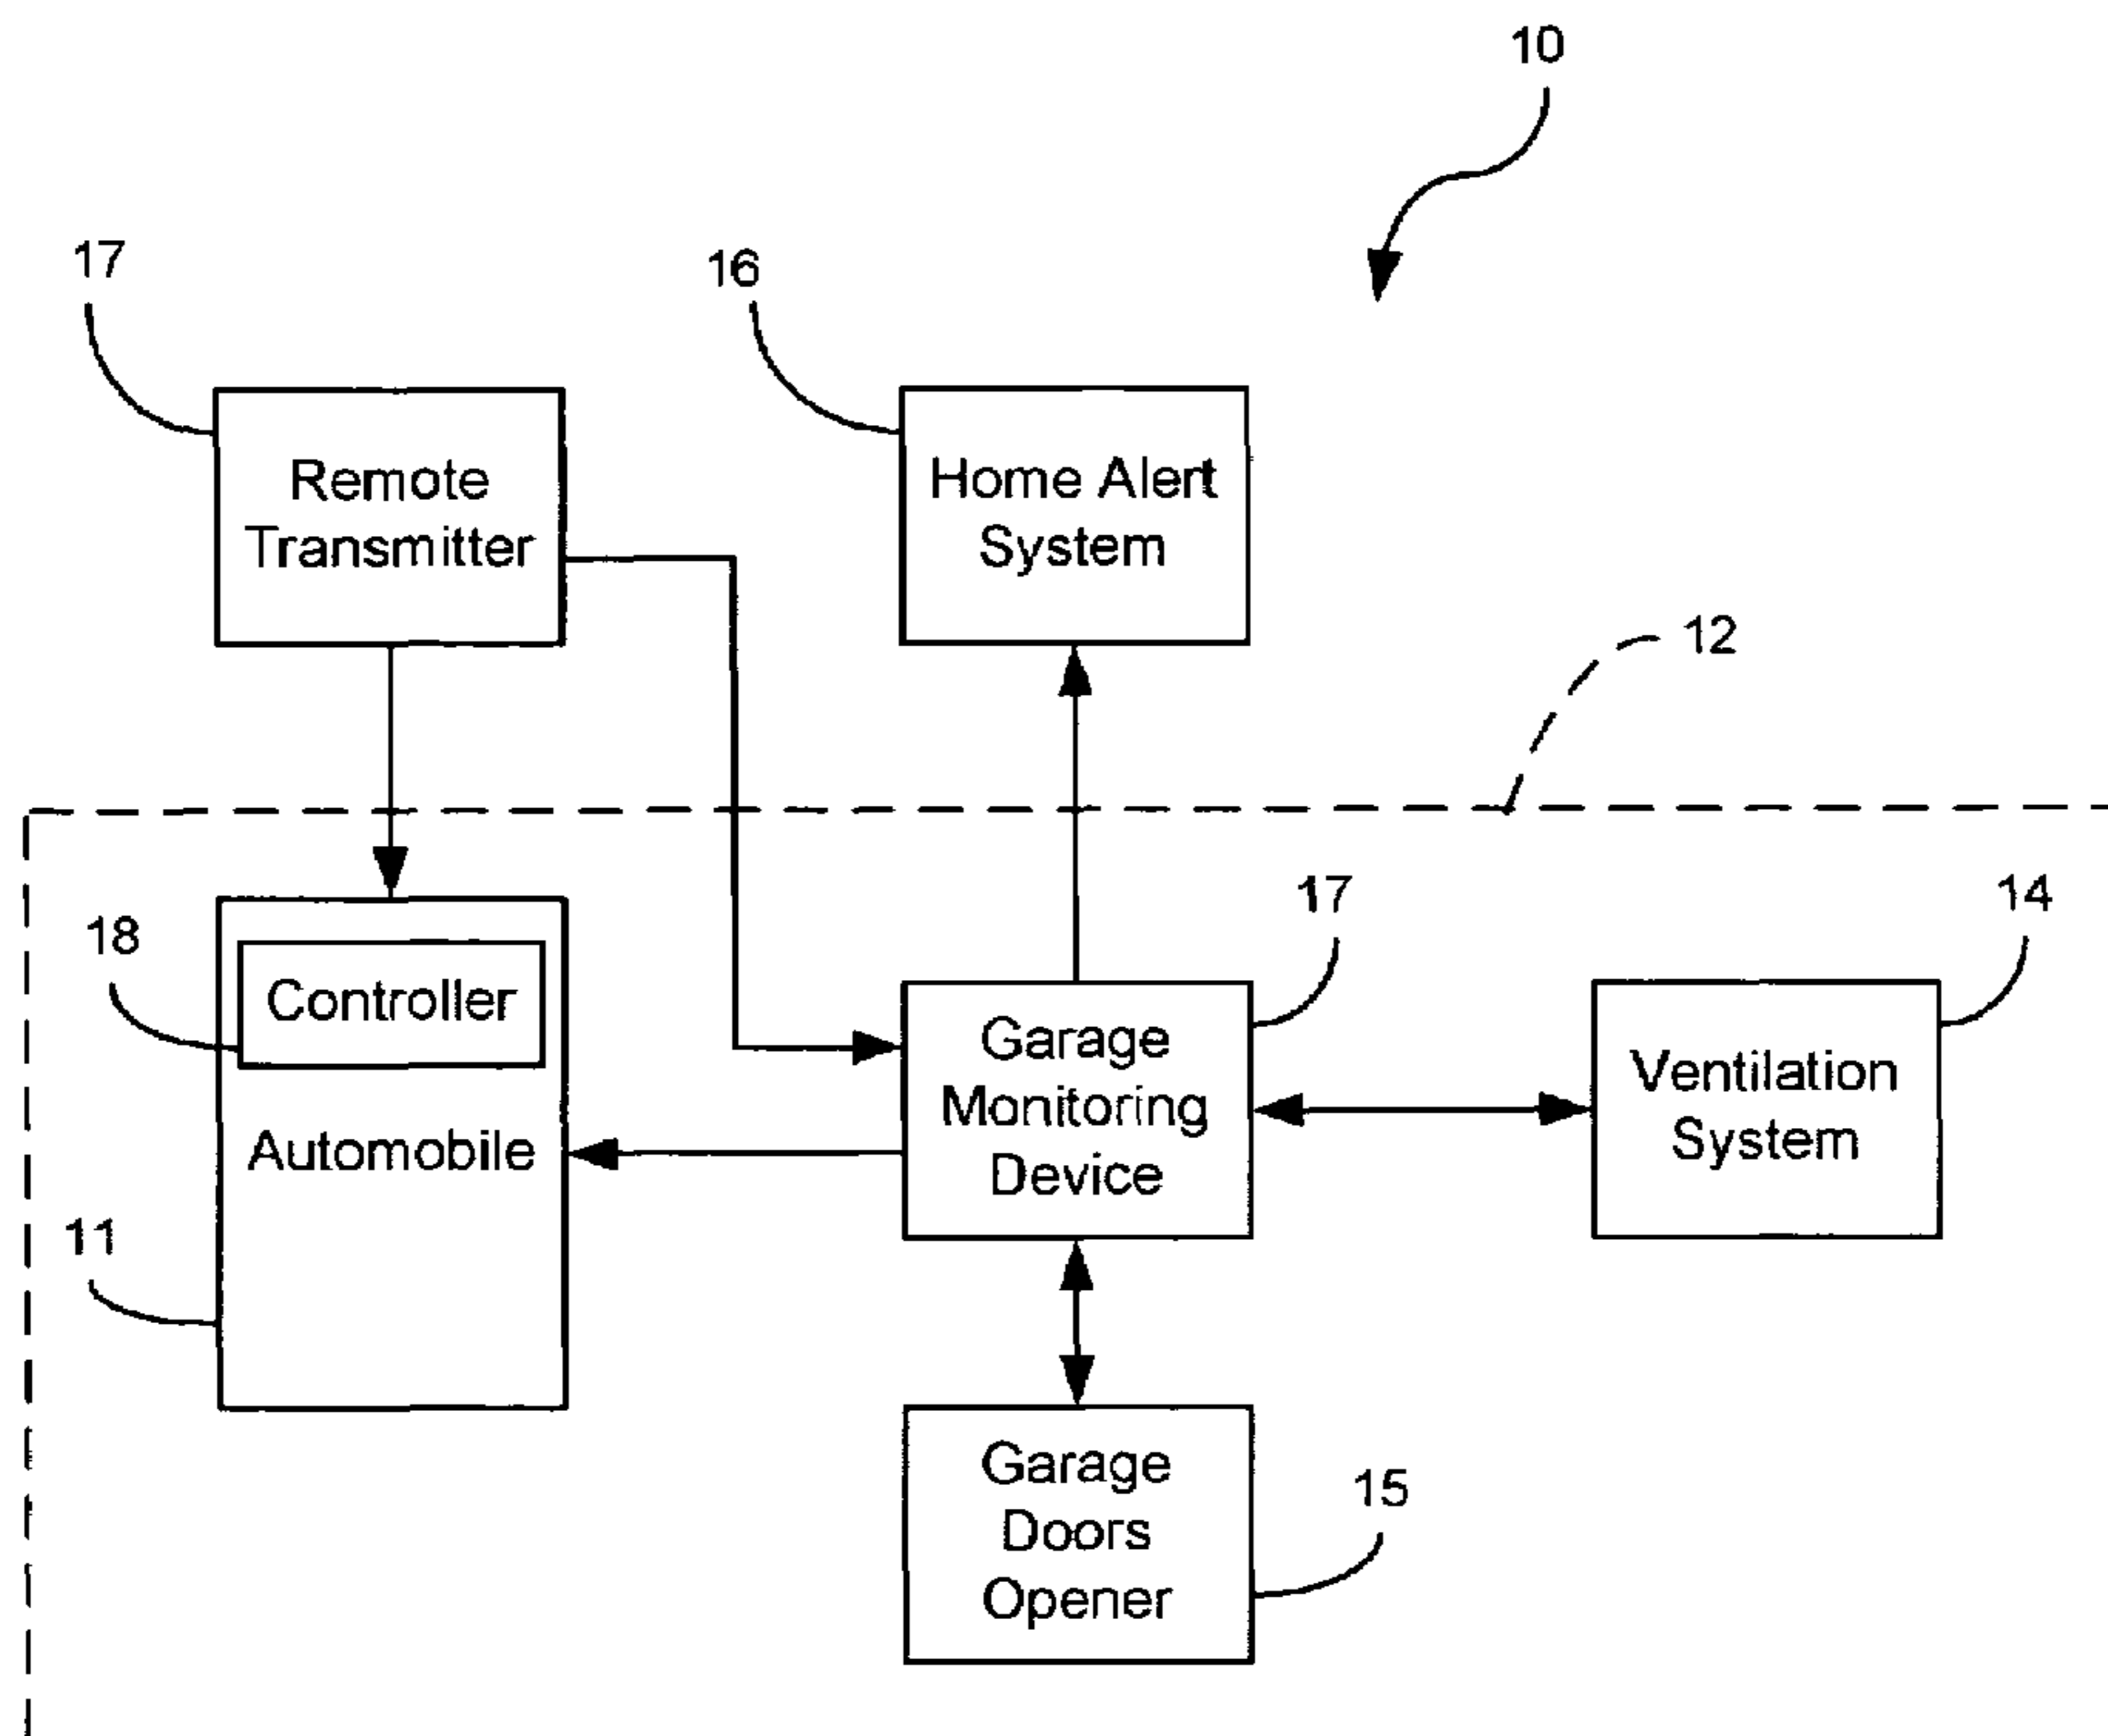 10
17
16
Remote
Transmitter
Home Alert
System
12
18
Controller
Automobile
11
17
Garage
Monitoring
Device
14
Ventilation
System
Garage
Doors
Opener
15